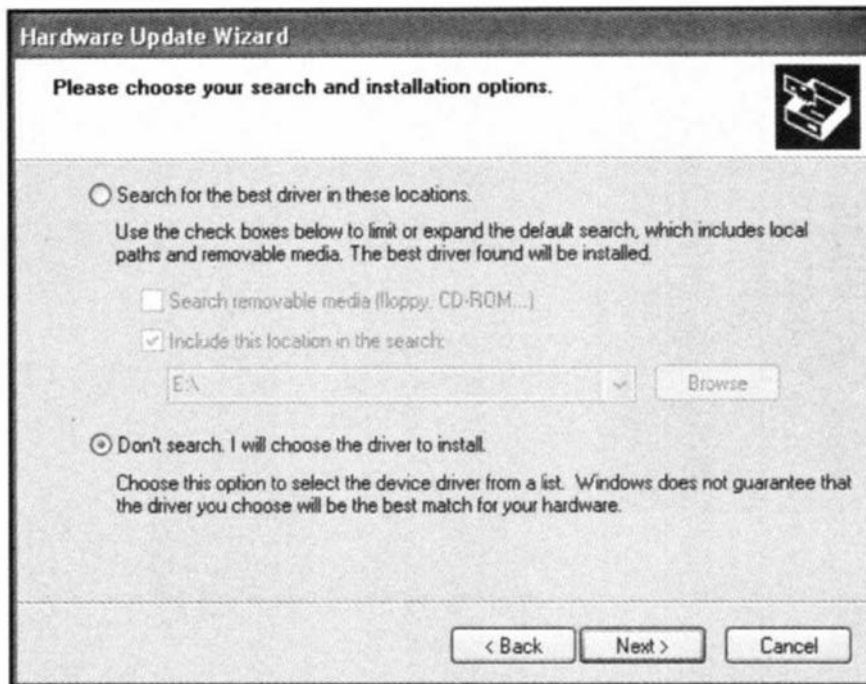 Hardware Update Wizard
Please choose your search and installation options.
Search for the best driver in these locations.
Use the check boxes below to limit or expand the default search, which includes local
paths and removable media. The best driver found will be installed.
Search removable media (floppy, CD-ROM...)
Include this location in the search:
E:\
Browse
Don't search. I will choose the driver to install.
Choose this option to select the device driver from a list. Windows does not guarantee that
the driver you choose will be the best match for your hardware.
< Back
Next >
Cancel